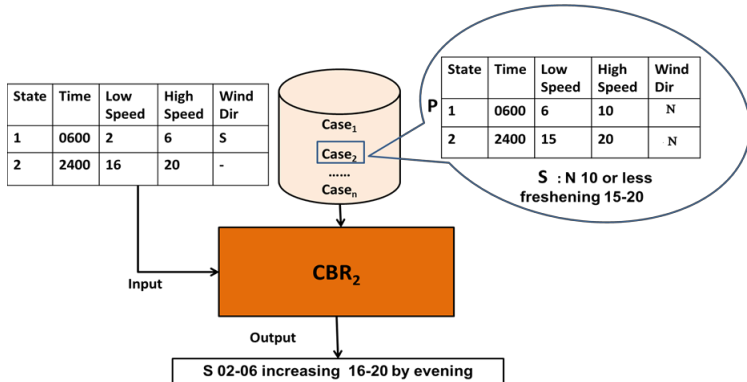 State Time Low Speed High Speed Wind Dir
1 0600 2 6 S
2 2400 16 20 -
Case1
Case2
......
Casen
P
State Time Low Speed High Speed Wind Dir
1 0600 6 10 N
2 2400 15 20 N
S : N 10 or less
freshening 15-20
CBR2
Input
Output
S 02-06 increasing 16-20 by evening